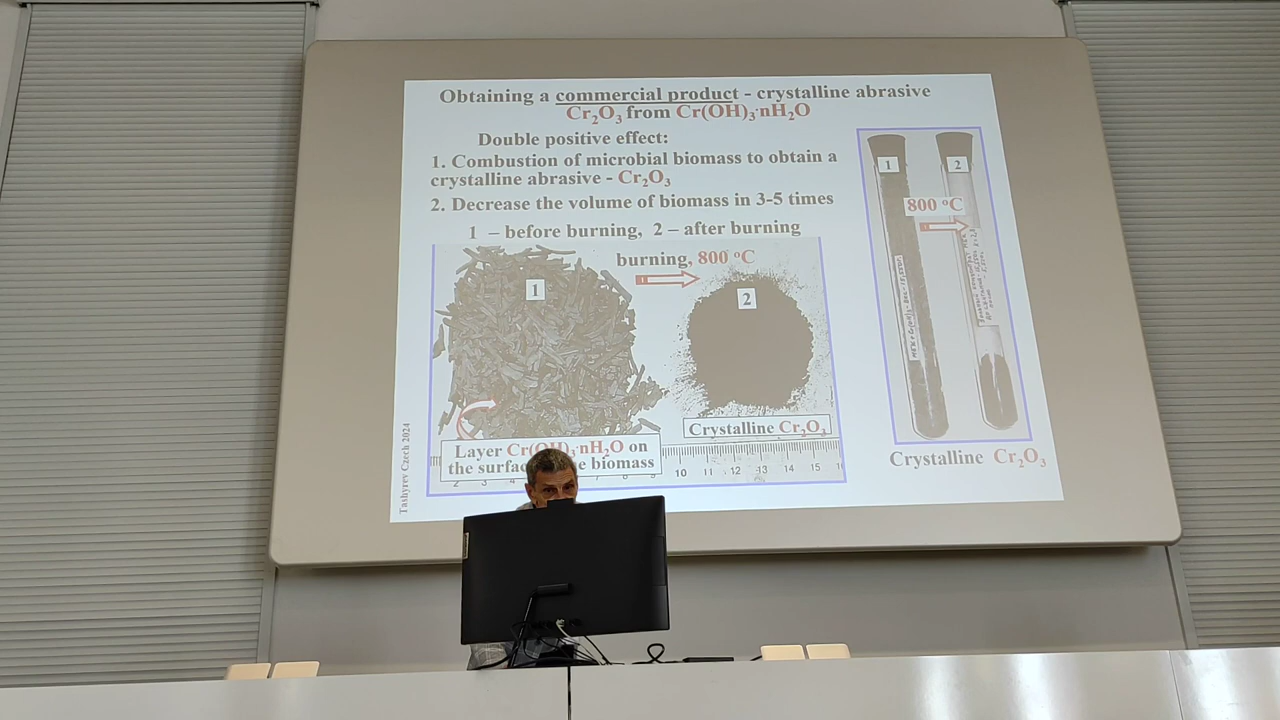 Obtaining a commercial product - crystalline abrasive
Cr₂O₃ from Cr(OH)₃·nH₂O
Double positive effect:
1. Combustion of microbial biomass to obtain a
crystalline abrasive - Cr₂O₃
2. Decrease the volume of biomass in 3-5 times
1 – before burning, 2 – after burning
burning, 800 °C
1
2
Layer Cr(OH)₃·nH₂O on
the surface biomass
Crystalline Cr₂O₃
10 11 12 13 14 15
1
2
800 °C
Crystalline Cr₂O₃
Tashyrev Czech 2024